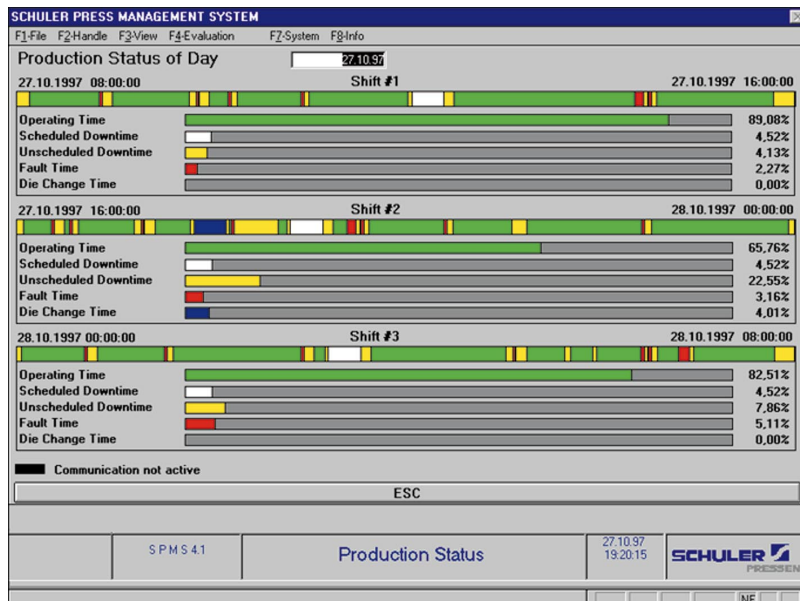 SCHULER PRESS MANAGEMENT SYSTEM
F1-File F2-Handle F3-View F4-Evaluation F7-System F8-Info
Production Status of Day 27.10.97
27.10.1997 08:00:00 Shift #1 27.10.1997 16:00:00
Operating Time 89,08%
Scheduled Downtime 4,52%
Unscheduled Downtime 4,13%
Fault Time 2,27%
Die Change Time 0,00%
27.10.1997 16:00:00 Shift #2 28.10.1997 00:00:00
Operating Time 65,76%
Scheduled Downtime 4,52%
Unscheduled Downtime 22,55%
Fault Time 3,16%
Die Change Time 4,01%
28.10.1997 00:00:00 Shift #3 28.10.1997 08:00:00
Operating Time 82,51%
Scheduled Downtime 4,52%
Unscheduled Downtime 7,86%
Fault Time 5,11%
Die Change Time 0,00%
Communication not active
ESC
SPMS4.1 Production Status 27.10.97
19:20:15
SCHULER
PRESSEN